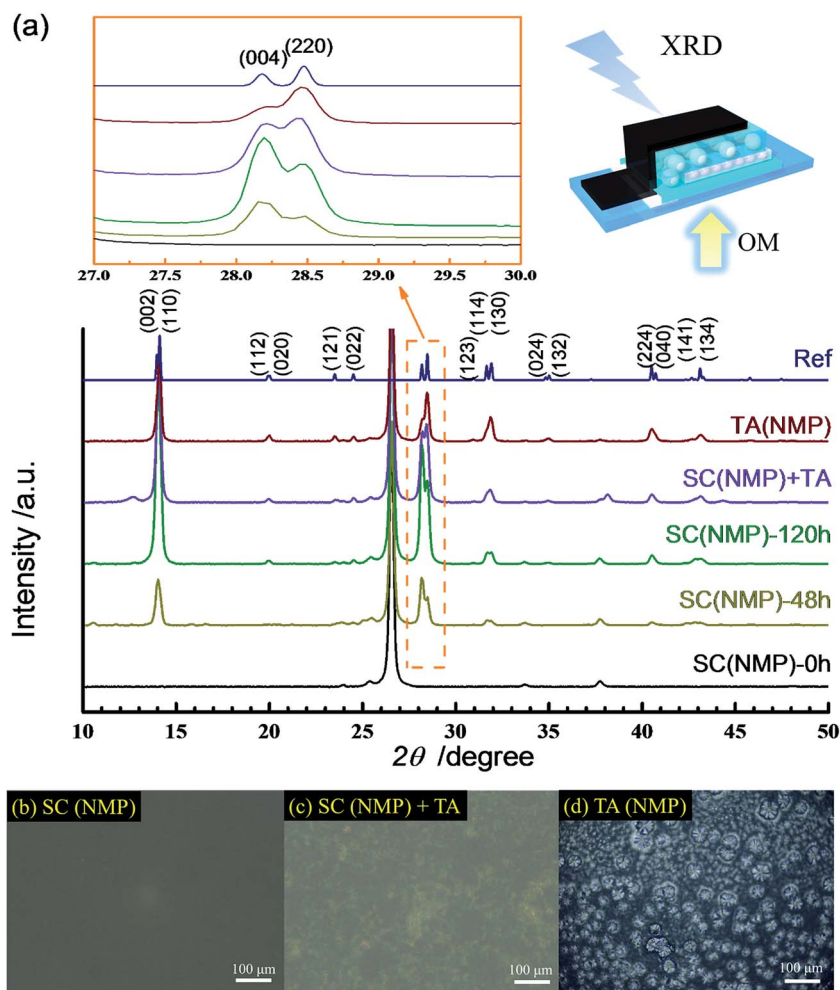 (a)
(004)
(220)
XRD
OM
27.0 27.5 28.0 28.5 29.0 29.5 30.0
(002)
(110)
(112)
(020)
(121)
(022)
(123)
(114)
(130)
(024)
(132)
(224)
(040)
(141)
(134)
Ref
TA(NMP)
SC(NMP)+TA
SC(NMP)-120h
SC(NMP)-48h
SC(NMP)-0h
Intensity /a.u.
10 15 20 25 30 35 40 45 50
2θ /degree
(b) SC (NMP)
100 μm
(c) SC (NMP) + TA
100 μm
(d) TA (NMP)
100 μm